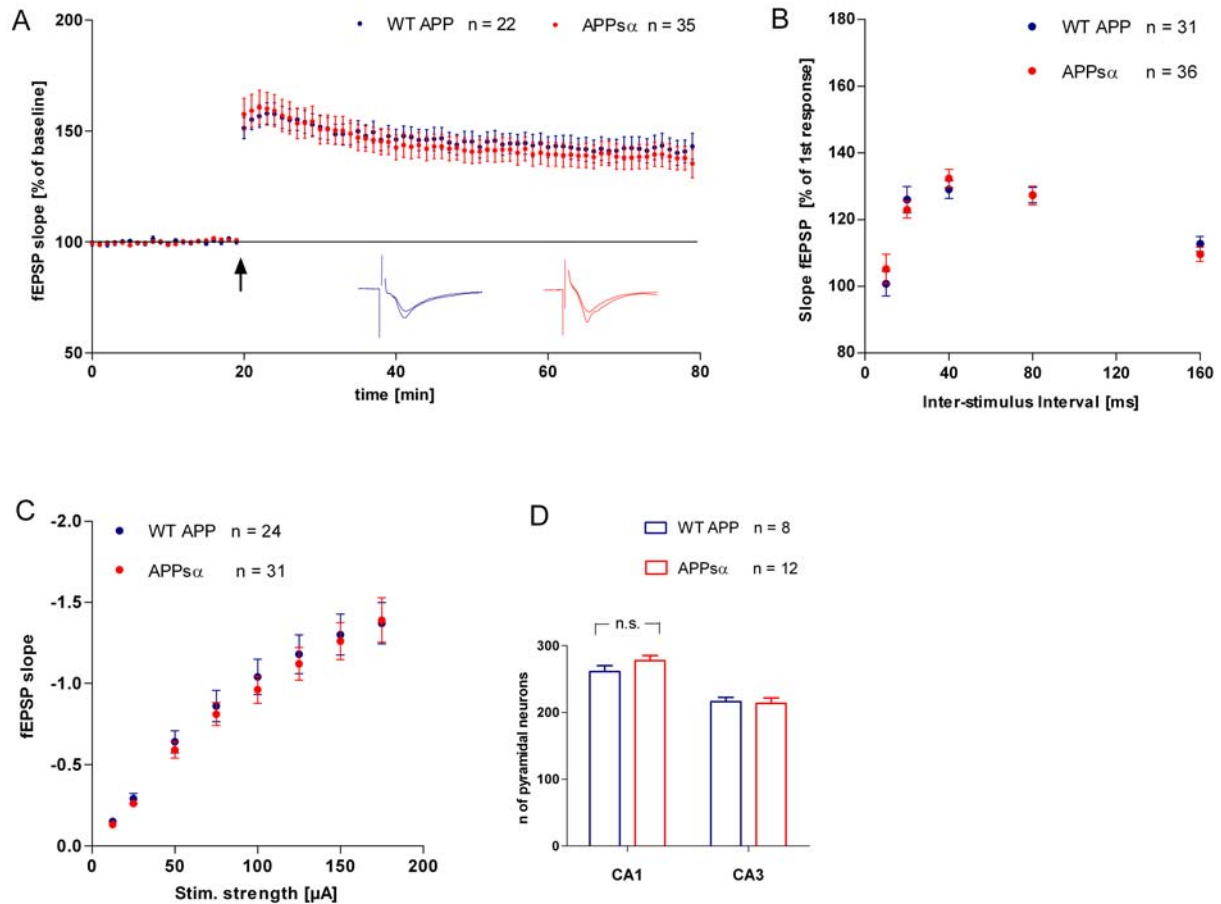 A
WT APP n = 22
APPsα n = 35
fEPSP slope [% of baseline]
200
150
100
50
0
20
40
60
80
time [min]
B
WT APP n = 31
APPsα n = 36
Slope fEPSP [% of 1st response]
180
160
140
120
100
80
0
40
80
120
160
Inter-stimulus Interval [ms]
C
WT APP n = 24
APPsα n = 31
fEPSP slope
-2.0
-1.5
-1.0
-0.5
0.0
0
50
100
150
200
Stim. strength [µA]
D
WT APP n = 8
APPsα n = 12
n.s.
n of pyramidal neurons
300
200
100
0
CA1
CA3